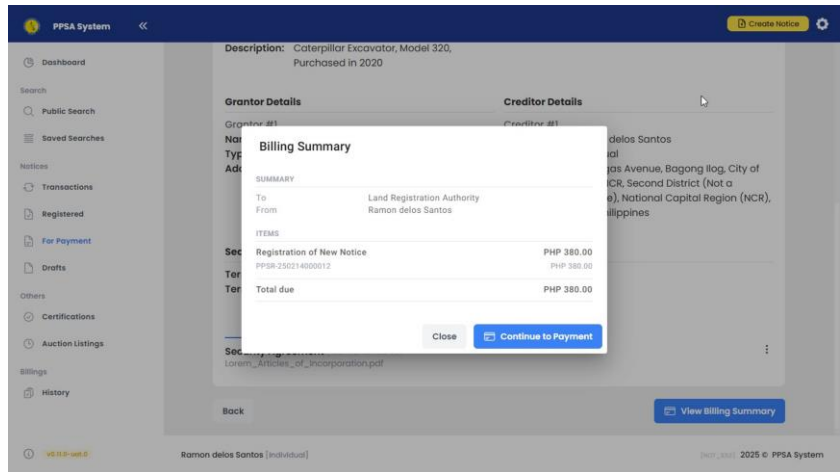 PPSA System
Create Notice
Dashboard
Search
Public Search
Saved Searches
Notices
Transactions
Registered
For Payment
Drafts
Others
Certifications
Auction Listings
Billings
History
Description: Caterpillar Excavator, Model 320,
Purchased in 2020
Grantor Details
Creditor Details
Grantor #1
Creditor #1
delos Santos
Avenue, Bagong Ilog, City of
Second District (Not a
National Capital Region (NCR),
Billing Summary
SUMMARY
To Land Registration Authority
From Ramon delos Santos
ITEMS
Registration of New Notice PHP 380.00
PPSR-250214000012 PHP 380.00
Total due PHP 380.00
Close
Continue to Payment
Lorem_Articles_of_Incorporation.pdf
Back
View Billing Summary
Ramon delos Santos [Individual]
2025 © PPSA System